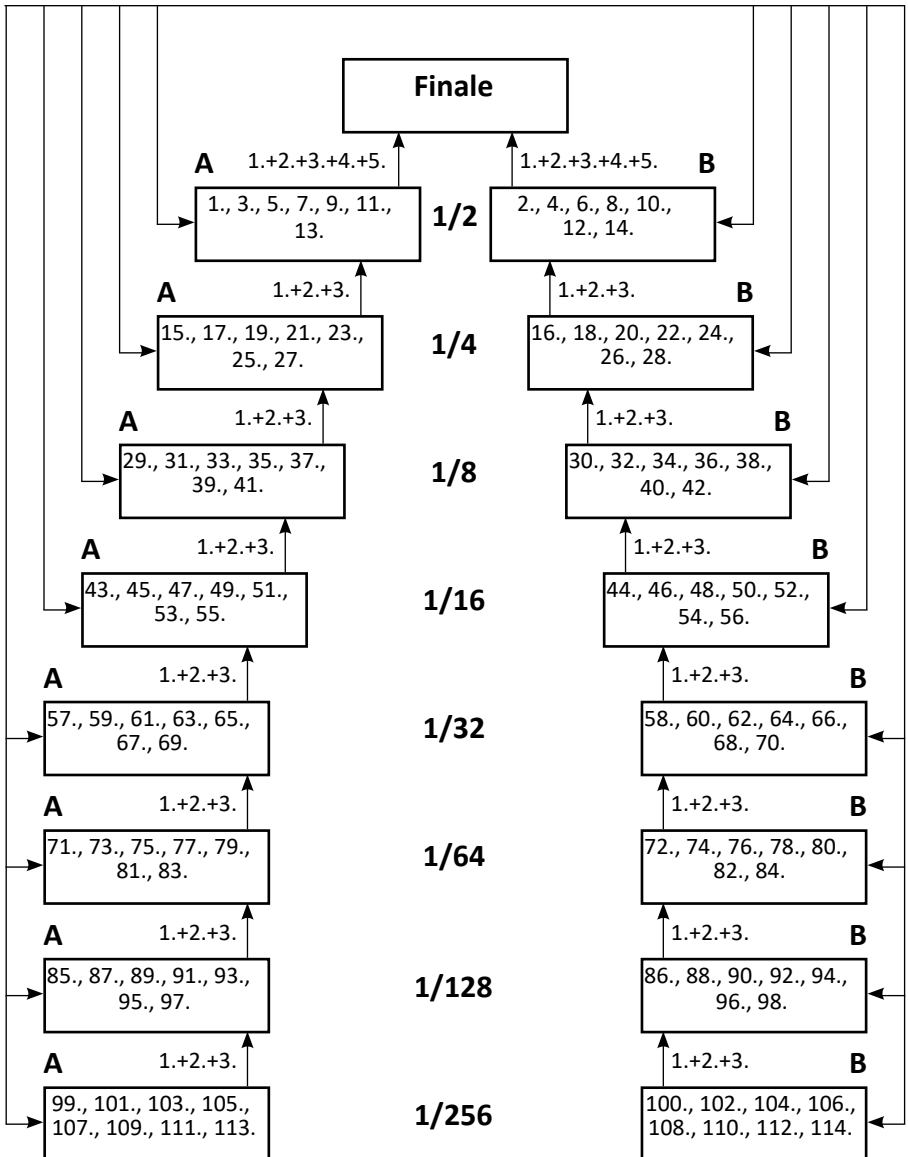 Finale
A 1.+2.+3.+4.+5. 1.+2.+3.+4.+5. B
1., 3., 5., 7., 9., 11.,
13.
1/2
2., 4., 6., 8., 10.,
12., 14.
A 1.+2.+3. 1.+2.+3. B
15., 17., 19., 21., 23.,
25., 27.
1/4
16., 18., 20., 22., 24.,
26., 28.
A 1.+2.+3. 1.+2.+3. B
29., 31., 33., 35., 37.,
39., 41.
1/8
30., 32., 34., 36., 38.,
40., 42.
A 1.+2.+3. 1.+2.+3. B
43., 45., 47., 49., 51.,
53., 55.
1/16
44., 46., 48., 50., 52.,
54., 56.
A 1.+2.+3. 1.+2.+3. B
57., 59., 61., 63., 65.,
67., 69.
1/32
58., 60., 62., 64., 66.,
68., 70.
A 1.+2.+3. 1.+2.+3. B
71., 73., 75., 77., 79.,
81., 83.
1/64
72., 74., 76., 78., 80.,
82., 84.
A 1.+2.+3. 1.+2.+3. B
85., 87., 89., 91., 93.,
95., 97.
1/128
86., 88., 90., 92., 94.,
96., 98.
A 1.+2.+3. 1.+2.+3. B
99., 101., 103., 105.,
107., 109., 111., 113.
1/256
100., 102., 104., 106.,
108., 110., 112., 114.